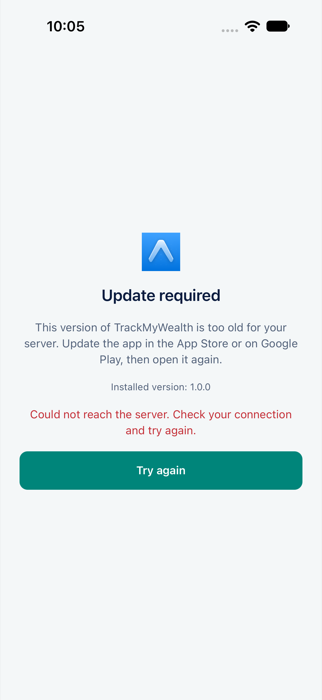 10:05
Update required
This version of TrackMyWealth is too old for your
server. Update the app in the App Store or on Google
Play, then open it again.
Installed version: 1.0.0
Could not reach the server. Check your connection
and try again.
Try again